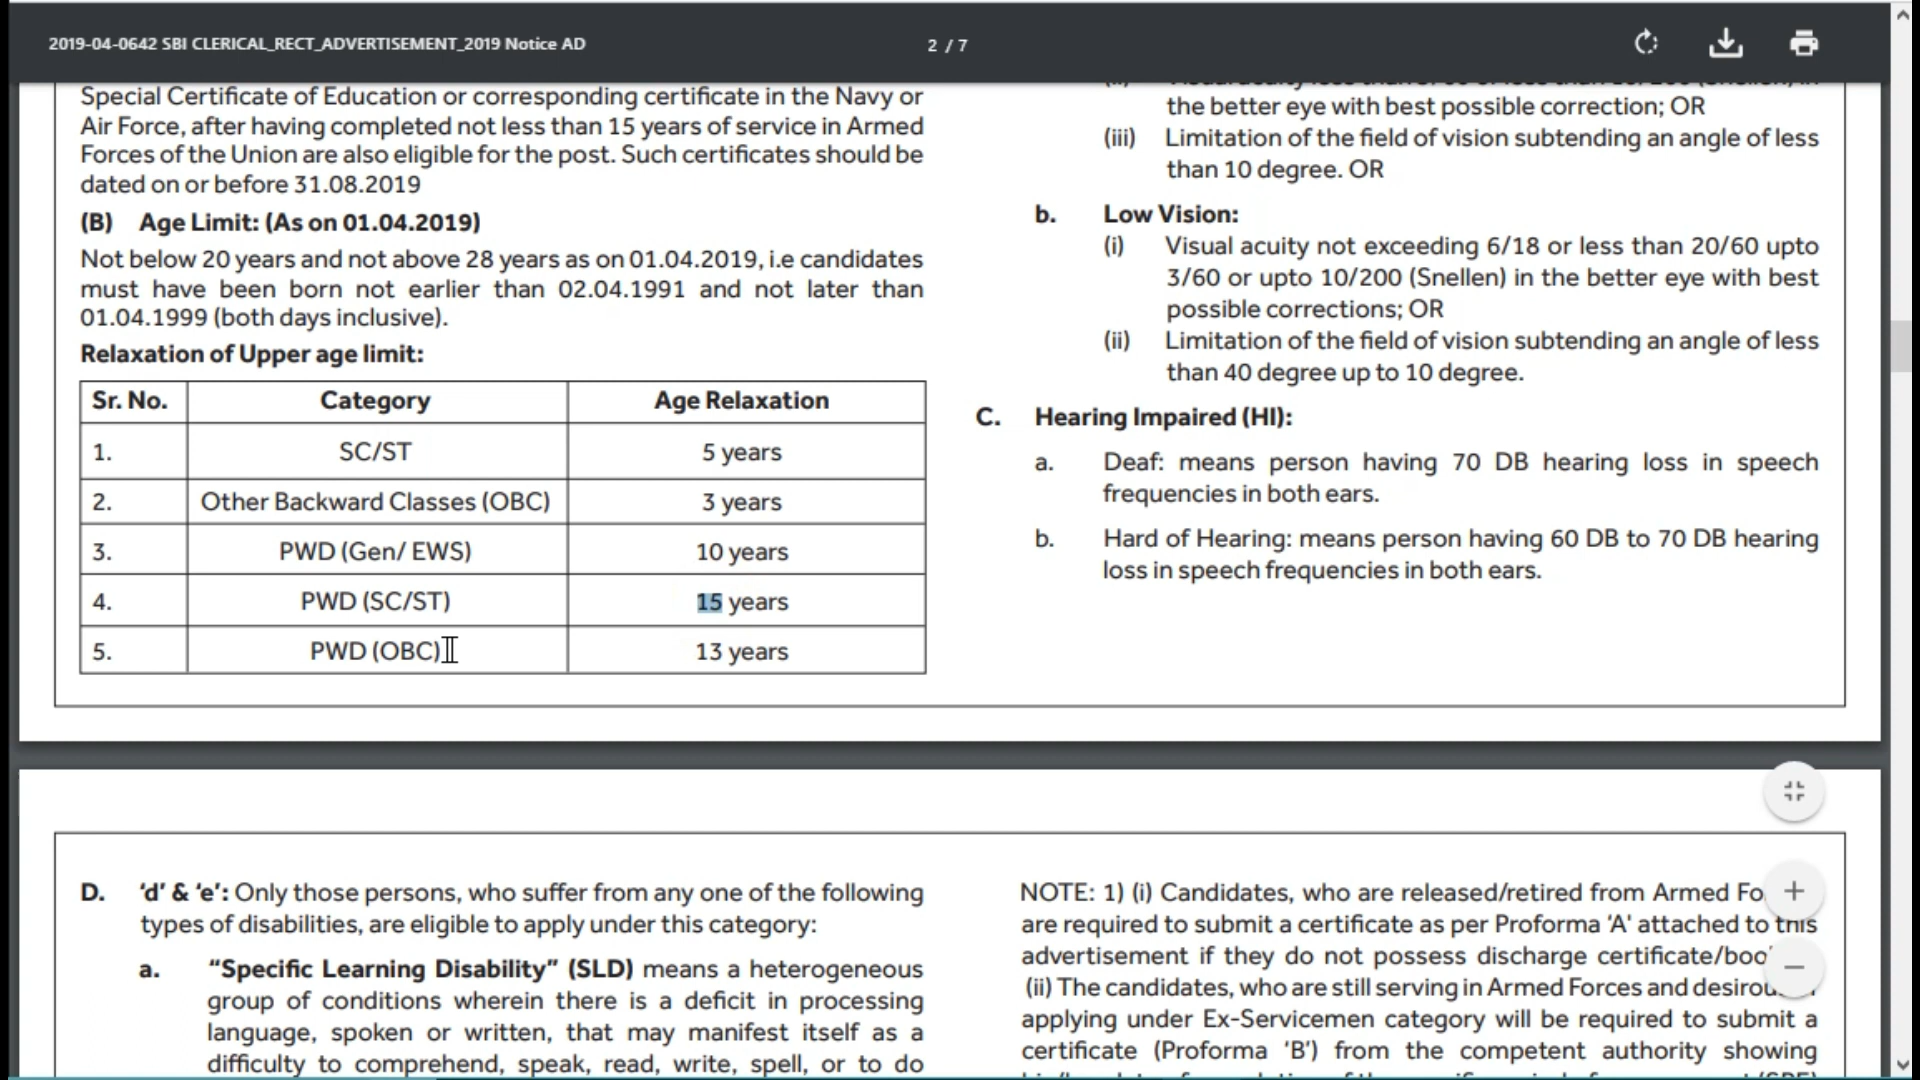 2019-04-0642 SBI CLERICAL_RECT_ADVERTISEMENT_2019 Notice AD
2 / 7
Special Certificate of Education or corresponding certificate in the Navy or
Air Force, after having completed not less than 15 years of service in Armed
Forces of the Union are also eligible for the post. Such certificates should be
dated on or before 31.08.2019
(B) Age Limit: (As on 01.04.2019)
Not below 20 years and not above 28 years as on 01.04.2019, i.e candidates
must have been born not earlier than 02.04.1991 and not later than
01.04.1999 (both days inclusive).
Relaxation of Upper age limit:
Sr. No. Category Age Relaxation
1. SC/ST 5 years
2. Other Backward Classes (OBC) 3 years
3. PWD (Gen/ EWS) 10 years
4. PWD (SC/ST) 15 years
5. PWD (OBC) 13 years
the better eye with best possible correction; OR
(iii) Limitation of the field of vision subtending an angle of less
than 10 degree. OR
b. Low Vision:
(i) Visual acuity not exceeding 6/18 or less than 20/60 upto
3/60 or upto 10/200 (Snellen) in the better eye with best
possible corrections; OR
(ii) Limitation of the field of vision subtending an angle of less
than 40 degree up to 10 degree.
C. Hearing Impaired (HI):
a. Deaf: means person having 70 DB hearing loss in speech
frequencies in both ears.
b. Hard of Hearing: means person having 60 DB to 70 DB hearing
loss in speech frequencies in both ears.
D. ‘d’ & ‘e’: Only those persons, who suffer from any one of the following
types of disabilities, are eligible to apply under this category:
a. “Specific Learning Disability” (SLD) means a heterogeneous
group of conditions wherein there is a deficit in processing
language, spoken or written, that may manifest itself as a
difficulty to comprehend, speak, read, write, spell, or to do
NOTE: 1) (i) Candidates, who are released/retired from Armed Fo
are required to submit a certificate as per Proforma 'A' attached to this
advertisement if they do not possess discharge certificate/boo
(ii) The candidates, who are still serving in Armed Forces and desirou
applying under Ex-Servicemen category will be required to submit a
certificate (Proforma ‘B’) from the competent authority showing